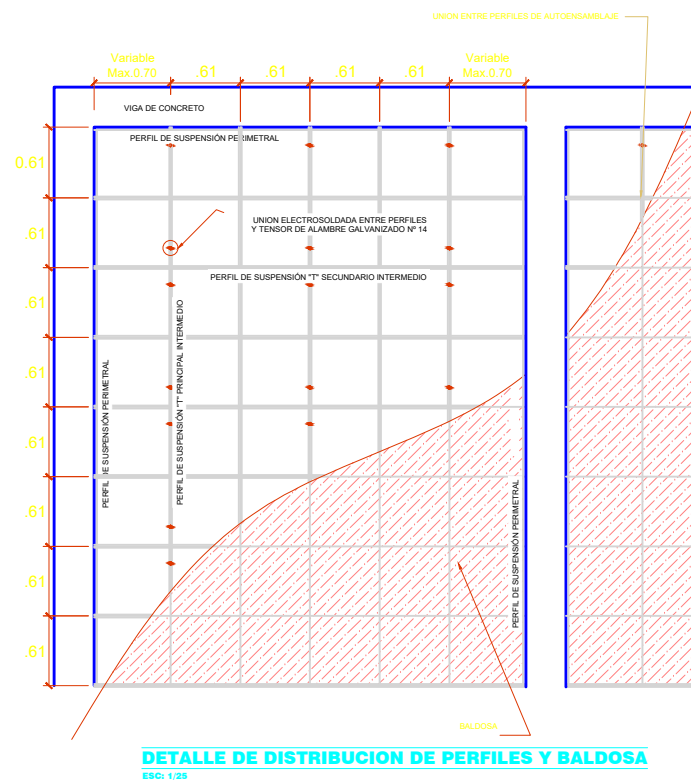 UNION ENTRE PERFILES DE AUTOENSAMBLAJE
Variable
Max.0.70
.61
.61
.61
.61
Variable
Max.0.70
VIGA DE CONCRETO
PERFIL DE SUSPENSIÓN PERIMETRAL
0.61
.61
.61
.61
.61
.61
.61
.61
UNION ELECTROSOLDADA ENTRE PERFILES
Y TENSOR DE ALAMBRE GALVANIZADO Nº 14
PERFIL DE SUSPENSIÓN "T" SECUNDARIO INTERMEDIO
PERFIL DE SUSPENSIÓN PERIMETRAL
PERFIL DE SUSPENSIÓN "T" PRINCIPAL INTERMEDIO
PERFIL DE SUSPENSIÓN PERIMETRAL
BALDOSA
DETALLE DE DISTRIBUCION DE PERFILES Y BALDOSA
ESC: 1/25